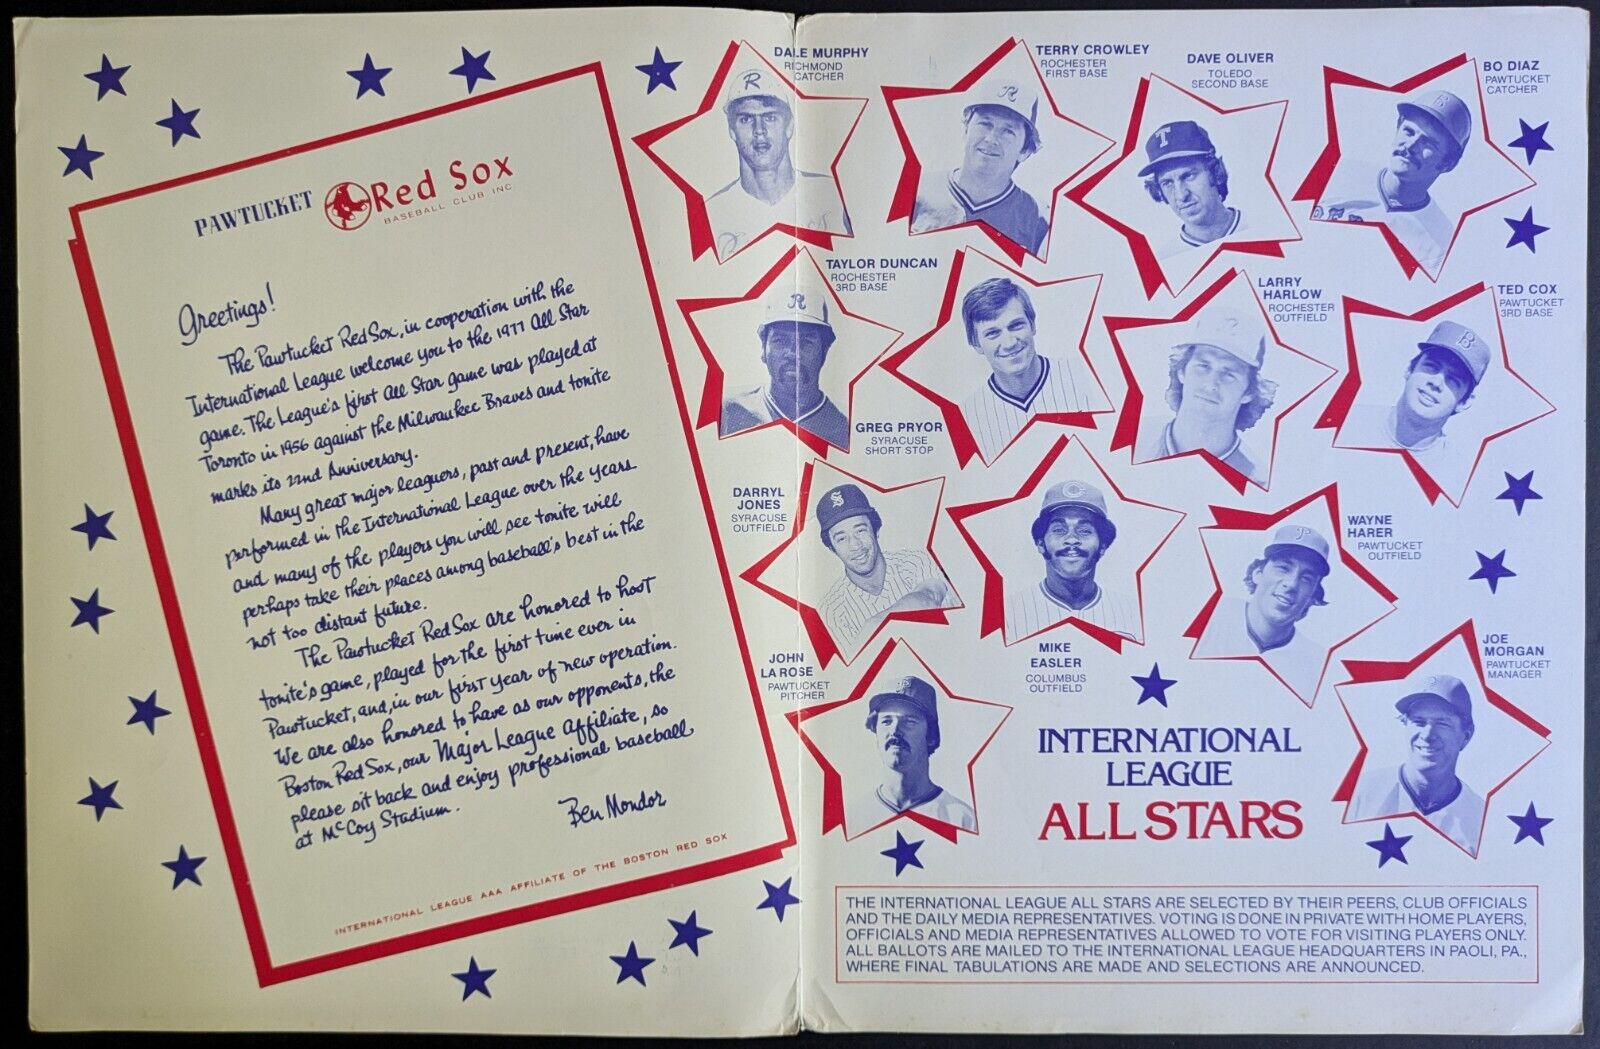 PAWTUCKET Red Sox
BASEBALL CLUB, INC
Greetings!
The Pawtucket Red Sox, in cooperation with the
International League welcome you to the 1977 All Star
game. The League's first All Star game was played at
Toronto in 1956 against the Milwaukee Braves and tonite
marks its 22nd Anniversary.
Many great major leaguers, past and present, have
performed in the International League over the years
and many of the players you will see tonite will
perhaps take their places among baseball's best in the
not too distant future.
The Pawtucket Red Sox are honored to host
tonite's game, played for the first time ever in
Pawtucket, and, in our first year of new operation.
We are also honored to have as our opponents, the
Boston Red Sox, our Major League Affiliate, so
please sit back and enjoy professional baseball
at McCoy Stadium.
Ben Mondor
INTERNATIONAL LEAGUE AAA AFFILIATE OF THE BOSTON RED SOX
DALE MURPHY
RICHMOND
CATCHER
TERRY CROWLEY
ROCHESTER
FIRST BASE
DAVE OLIVER
TOLEDO
SECOND BASE
BO DIAZ
PAWTUCKET
CATCHER
TAYLOR DUNCAN
ROCHESTER
3RD BASE
GREG PRYOR
SYRACUSE
SHORT STOP
LARRY
HARLOW
ROCHESTER
OUTFIELD
TED COX
PAWTUCKET
3RD BASE
DARRYL
JONES
SYRACUSE
OUTFIELD
MIKE
EASLER
COLUMBUS
OUTFIELD
WAYNE
HARER
PAWTUCKET
OUTFIELD
JOHN
LA ROSE
PAWTUCKET
PITCHER
JOE
MORGAN
PAWTUCKET
MANAGER
INTERNATIONAL
LEAGUE
ALL STARS
THE INTERNATIONAL LEAGUE ALL STARS ARE SELECTED BY THEIR PEERS, CLUB OFFICIALS
AND THE DAILY MEDIA REPRESENTATIVES. VOTING IS DONE IN PRIVATE WITH HOME PLAYERS,
OFFICIALS AND MEDIA REPRESENTATIVES ALLOWED TO VOTE FOR VISITING PLAYERS ONLY.
ALL BALLOTS ARE MAILED TO THE INTERNATIONAL LEAGUE HEADQUARTERS IN PAOLI, PA.,
WHERE FINAL TABULATIONS ARE MADE AND SELECTIONS ARE ANNOUNCED.